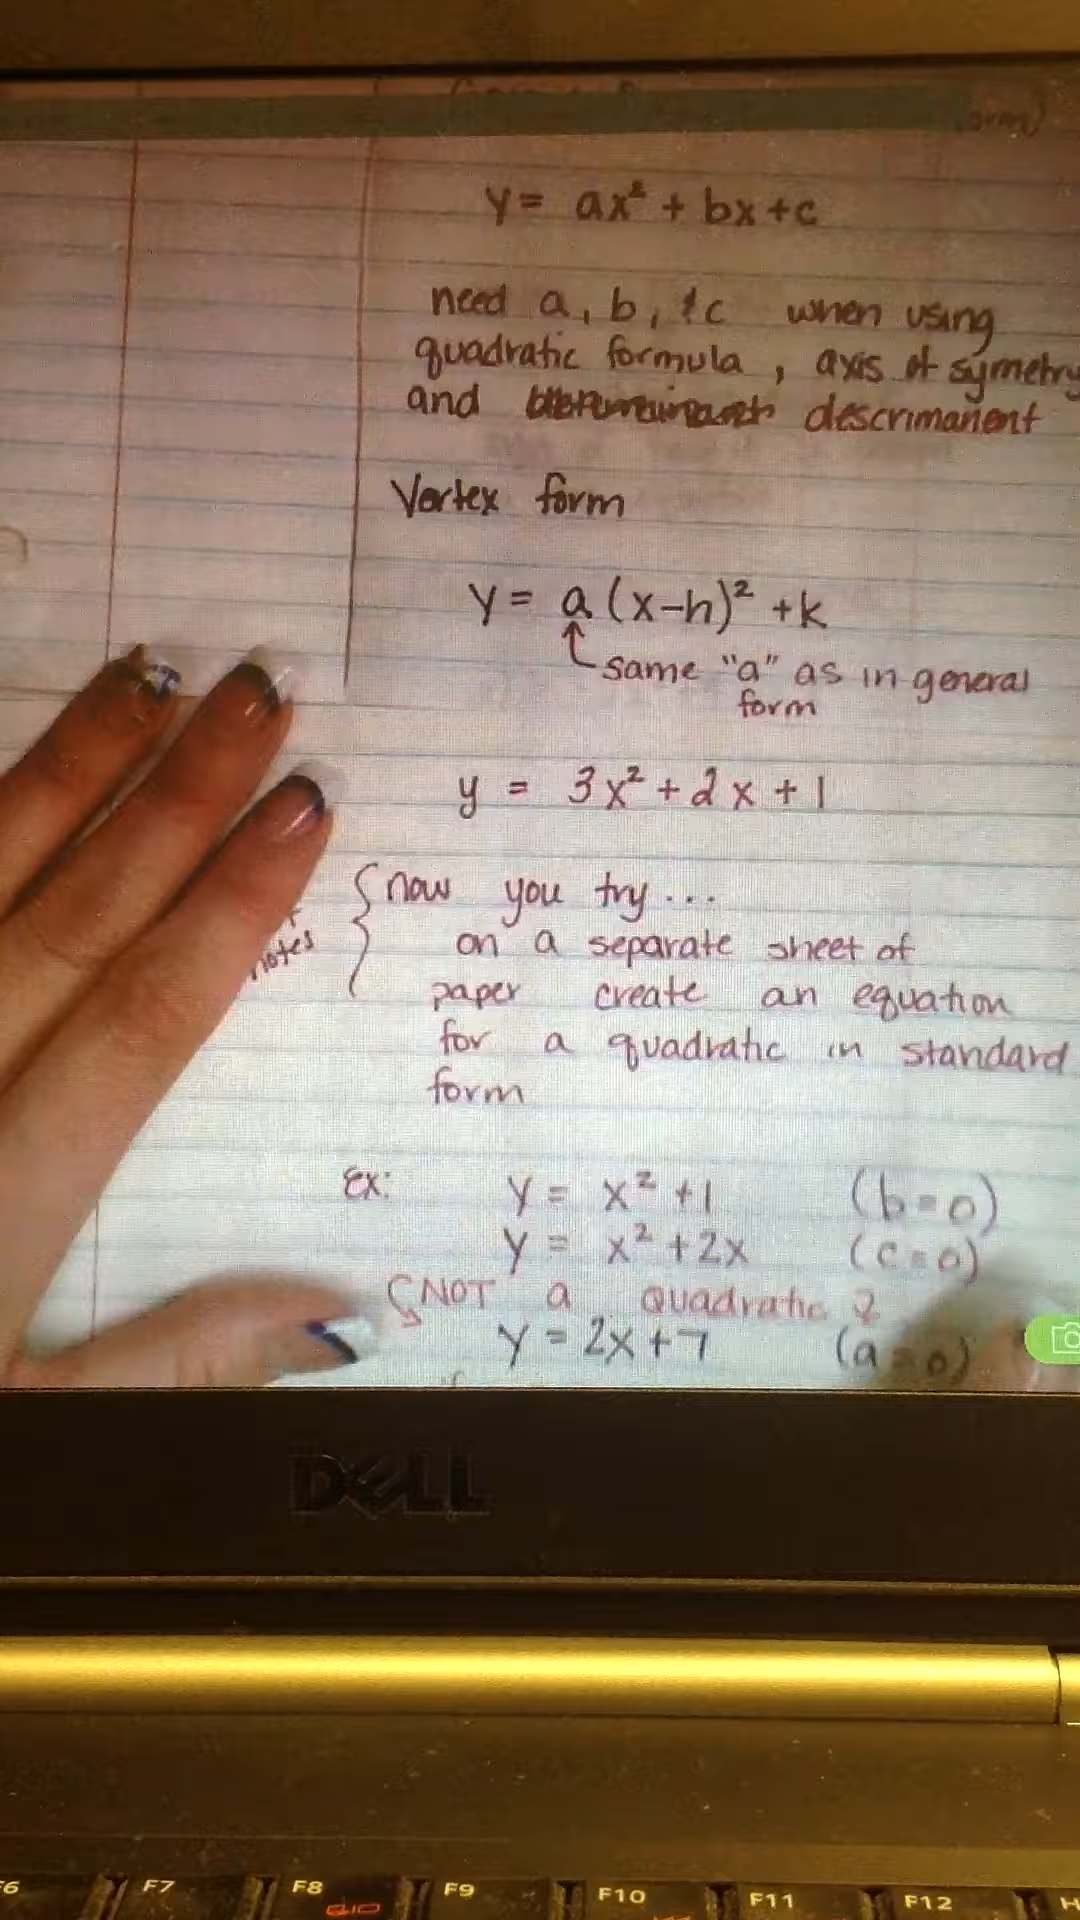 y = ax² + bx + c
need a, b, & c when using
quadratic formula, axis of symetry
and descrimanent
Vertex form
y = a (x-h)² + k
same "a" as in general
form
y = 3x² + 2x + 1
now you try...
notes
on a separate sheet of
paper create an equation
for a quadratic in standard
form
Ex: y = x² + 1 (b = 0)
y = x² + 2x (c = 0)
NOT a quadratic
y = 2x + 7 (a = 0)
DELL
F7 F8 F9 F10 F11 F12